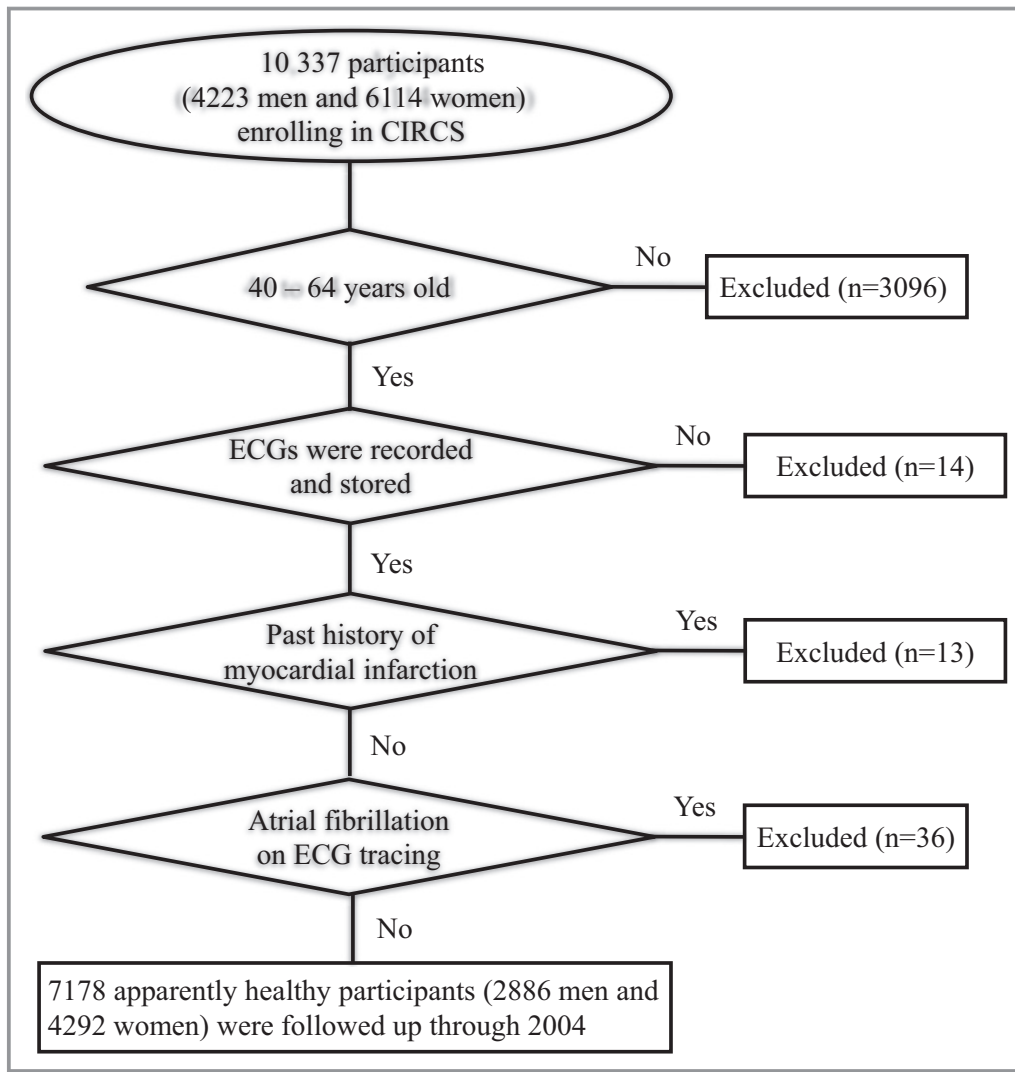 10 337 participants
(4223 men and 6114 women)
enrolling in CIRCS
40 – 64 years old
No
Excluded (n=3096)
Yes
ECGs were recorded
and stored
No
Excluded (n=14)
Yes
Past history of
myocardial infarction
Yes
Excluded (n=13)
No
Atrial fibrillation
on ECG tracing
Yes
Excluded (n=36)
No
7178 apparently healthy participants (2886 men and
4292 women) were followed up through 2004